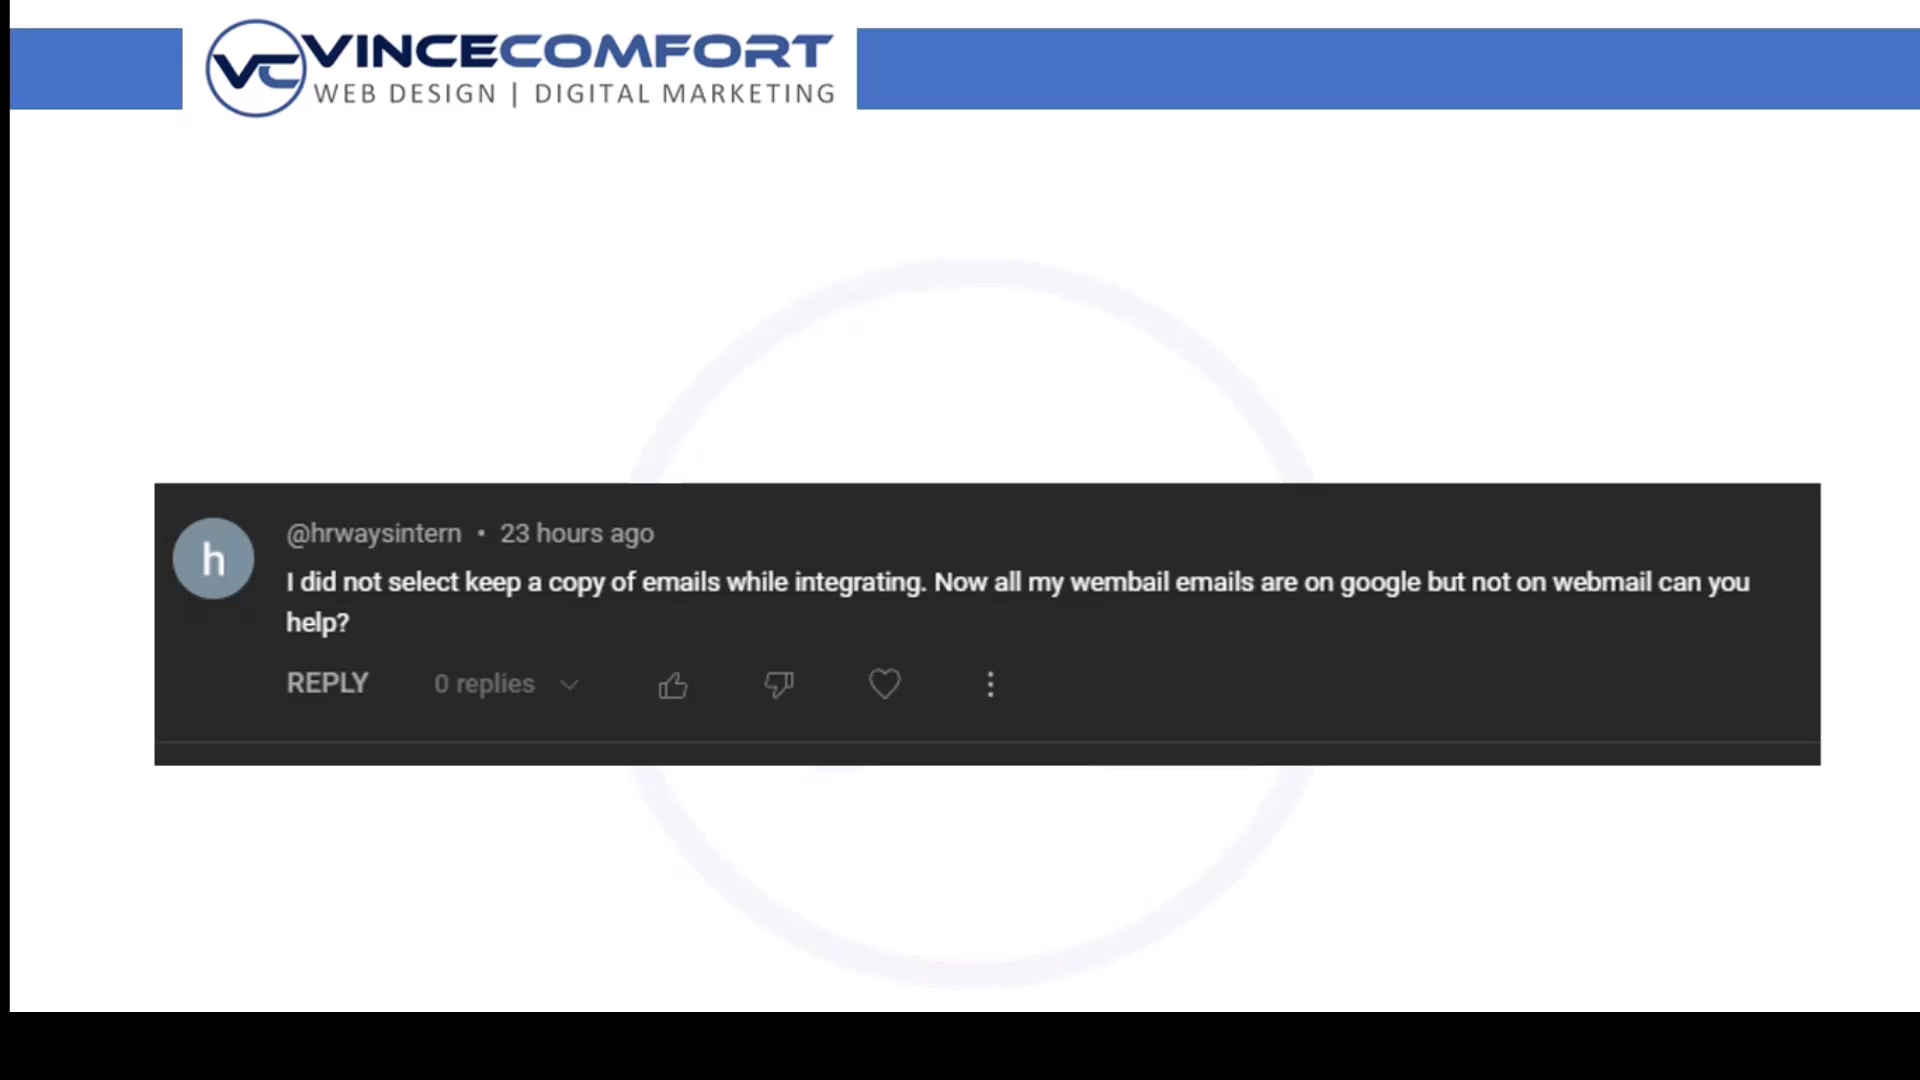 VC VINCECOMFORT
WEB DESIGN | DIGITAL MARKETING
@hrwaysintern • 23 hours ago
h
I did not select keep a copy of emails while integrating. Now all my wembail emails are on google but not on webmail can you
help?
REPLY 0 replies